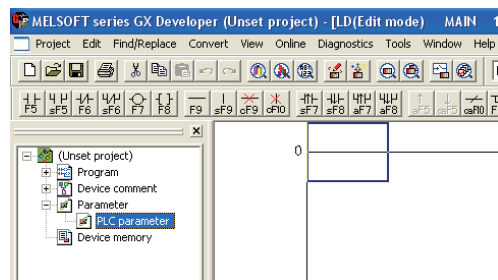 MELSOFT series GX Developer (Unset project) - [LD(Edit mode) MAIN 1
Project Edit Find/Replace Convert View Online Diagnostics Tools Window Help
F5 sF5 F6 sF6 F7 F8 F9 sF9 cF9 cF10 sF7 sF8 aF7 aF8 aF5 caF5 caF10 F
(Unset project)
0
Program
Device comment
Parameter
PLC parameter
Device memory